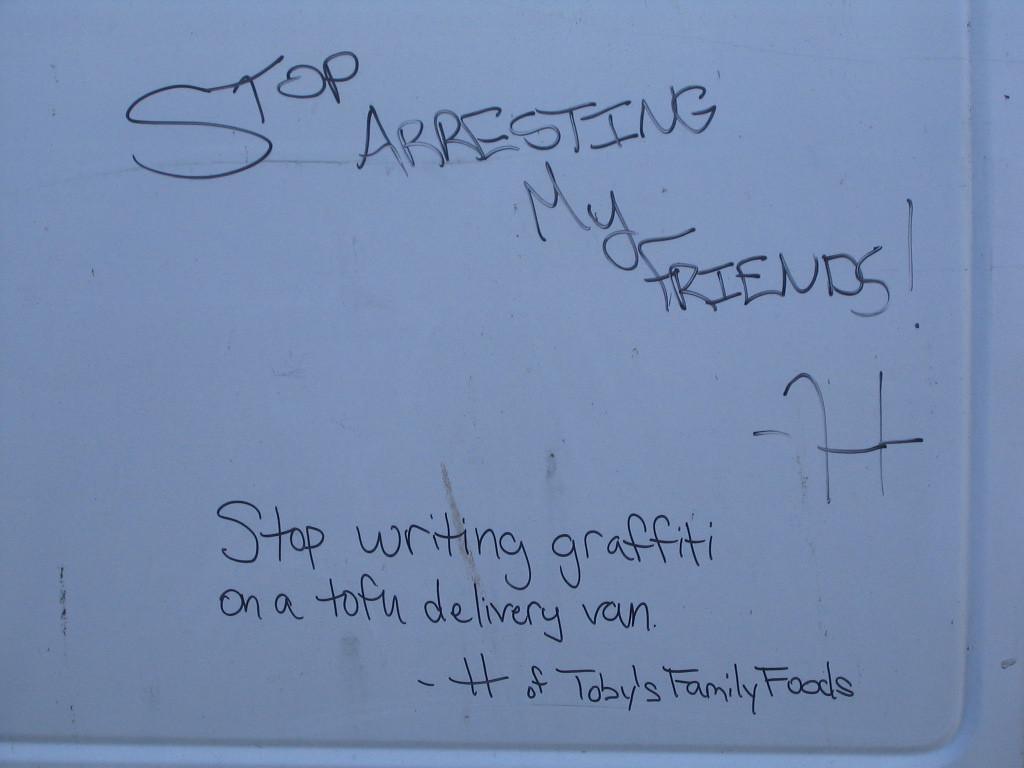 STOP
ARRESTING
My
FRIENDS!
-H
Stop writing graffiti
on a tofu delivery van.
- H of Toby's Family Foods